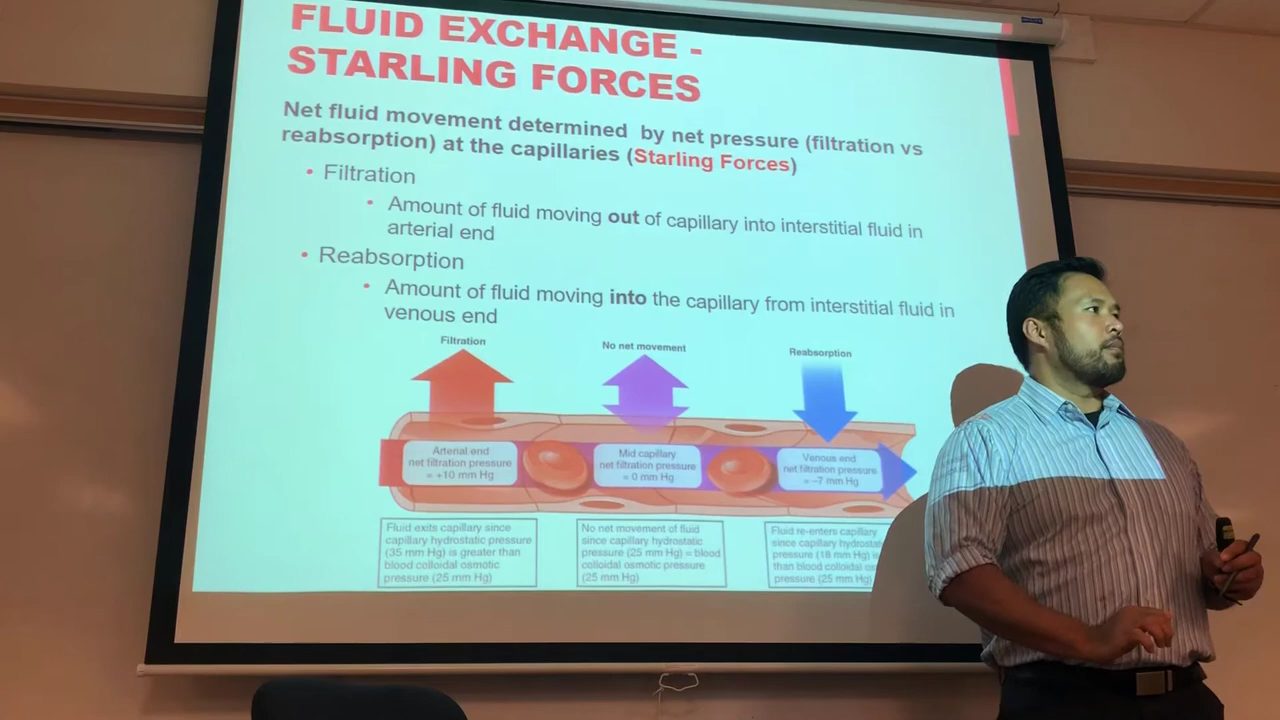 FLUID EXCHANGE -
STARLING FORCES
Net fluid movement determined by net pressure (filtration vs
reabsorption) at the capillaries (Starling Forces)
• Filtration
• Amount of fluid moving out of capillary into interstitial fluid in
arterial end
• Reabsorption
• Amount of fluid moving into the capillary from interstitial fluid in
venous end
Filtration
No net movement
Reabsorption
Arterial end
net filtration pressure
= +10 mm Hg
Mid capillary
net filtration pressure
= 0 mm Hg
Venous end
net filtration pressure
= –7 mm Hg
Fluid exits capillary since
capillary hydrostatic pressure
(35 mm Hg) is greater than
blood colloidal osmotic
pressure (25 mm Hg)
No net movement of fluid
since capillary hydrostatic
pressure (25 mm Hg) = blood
colloidal osmotic pressure
(25 mm Hg)
Fluid re-enters capillary
since capillary
pressure (18 mm Hg)
than blood colloidal
pressure (25 mm Hg)